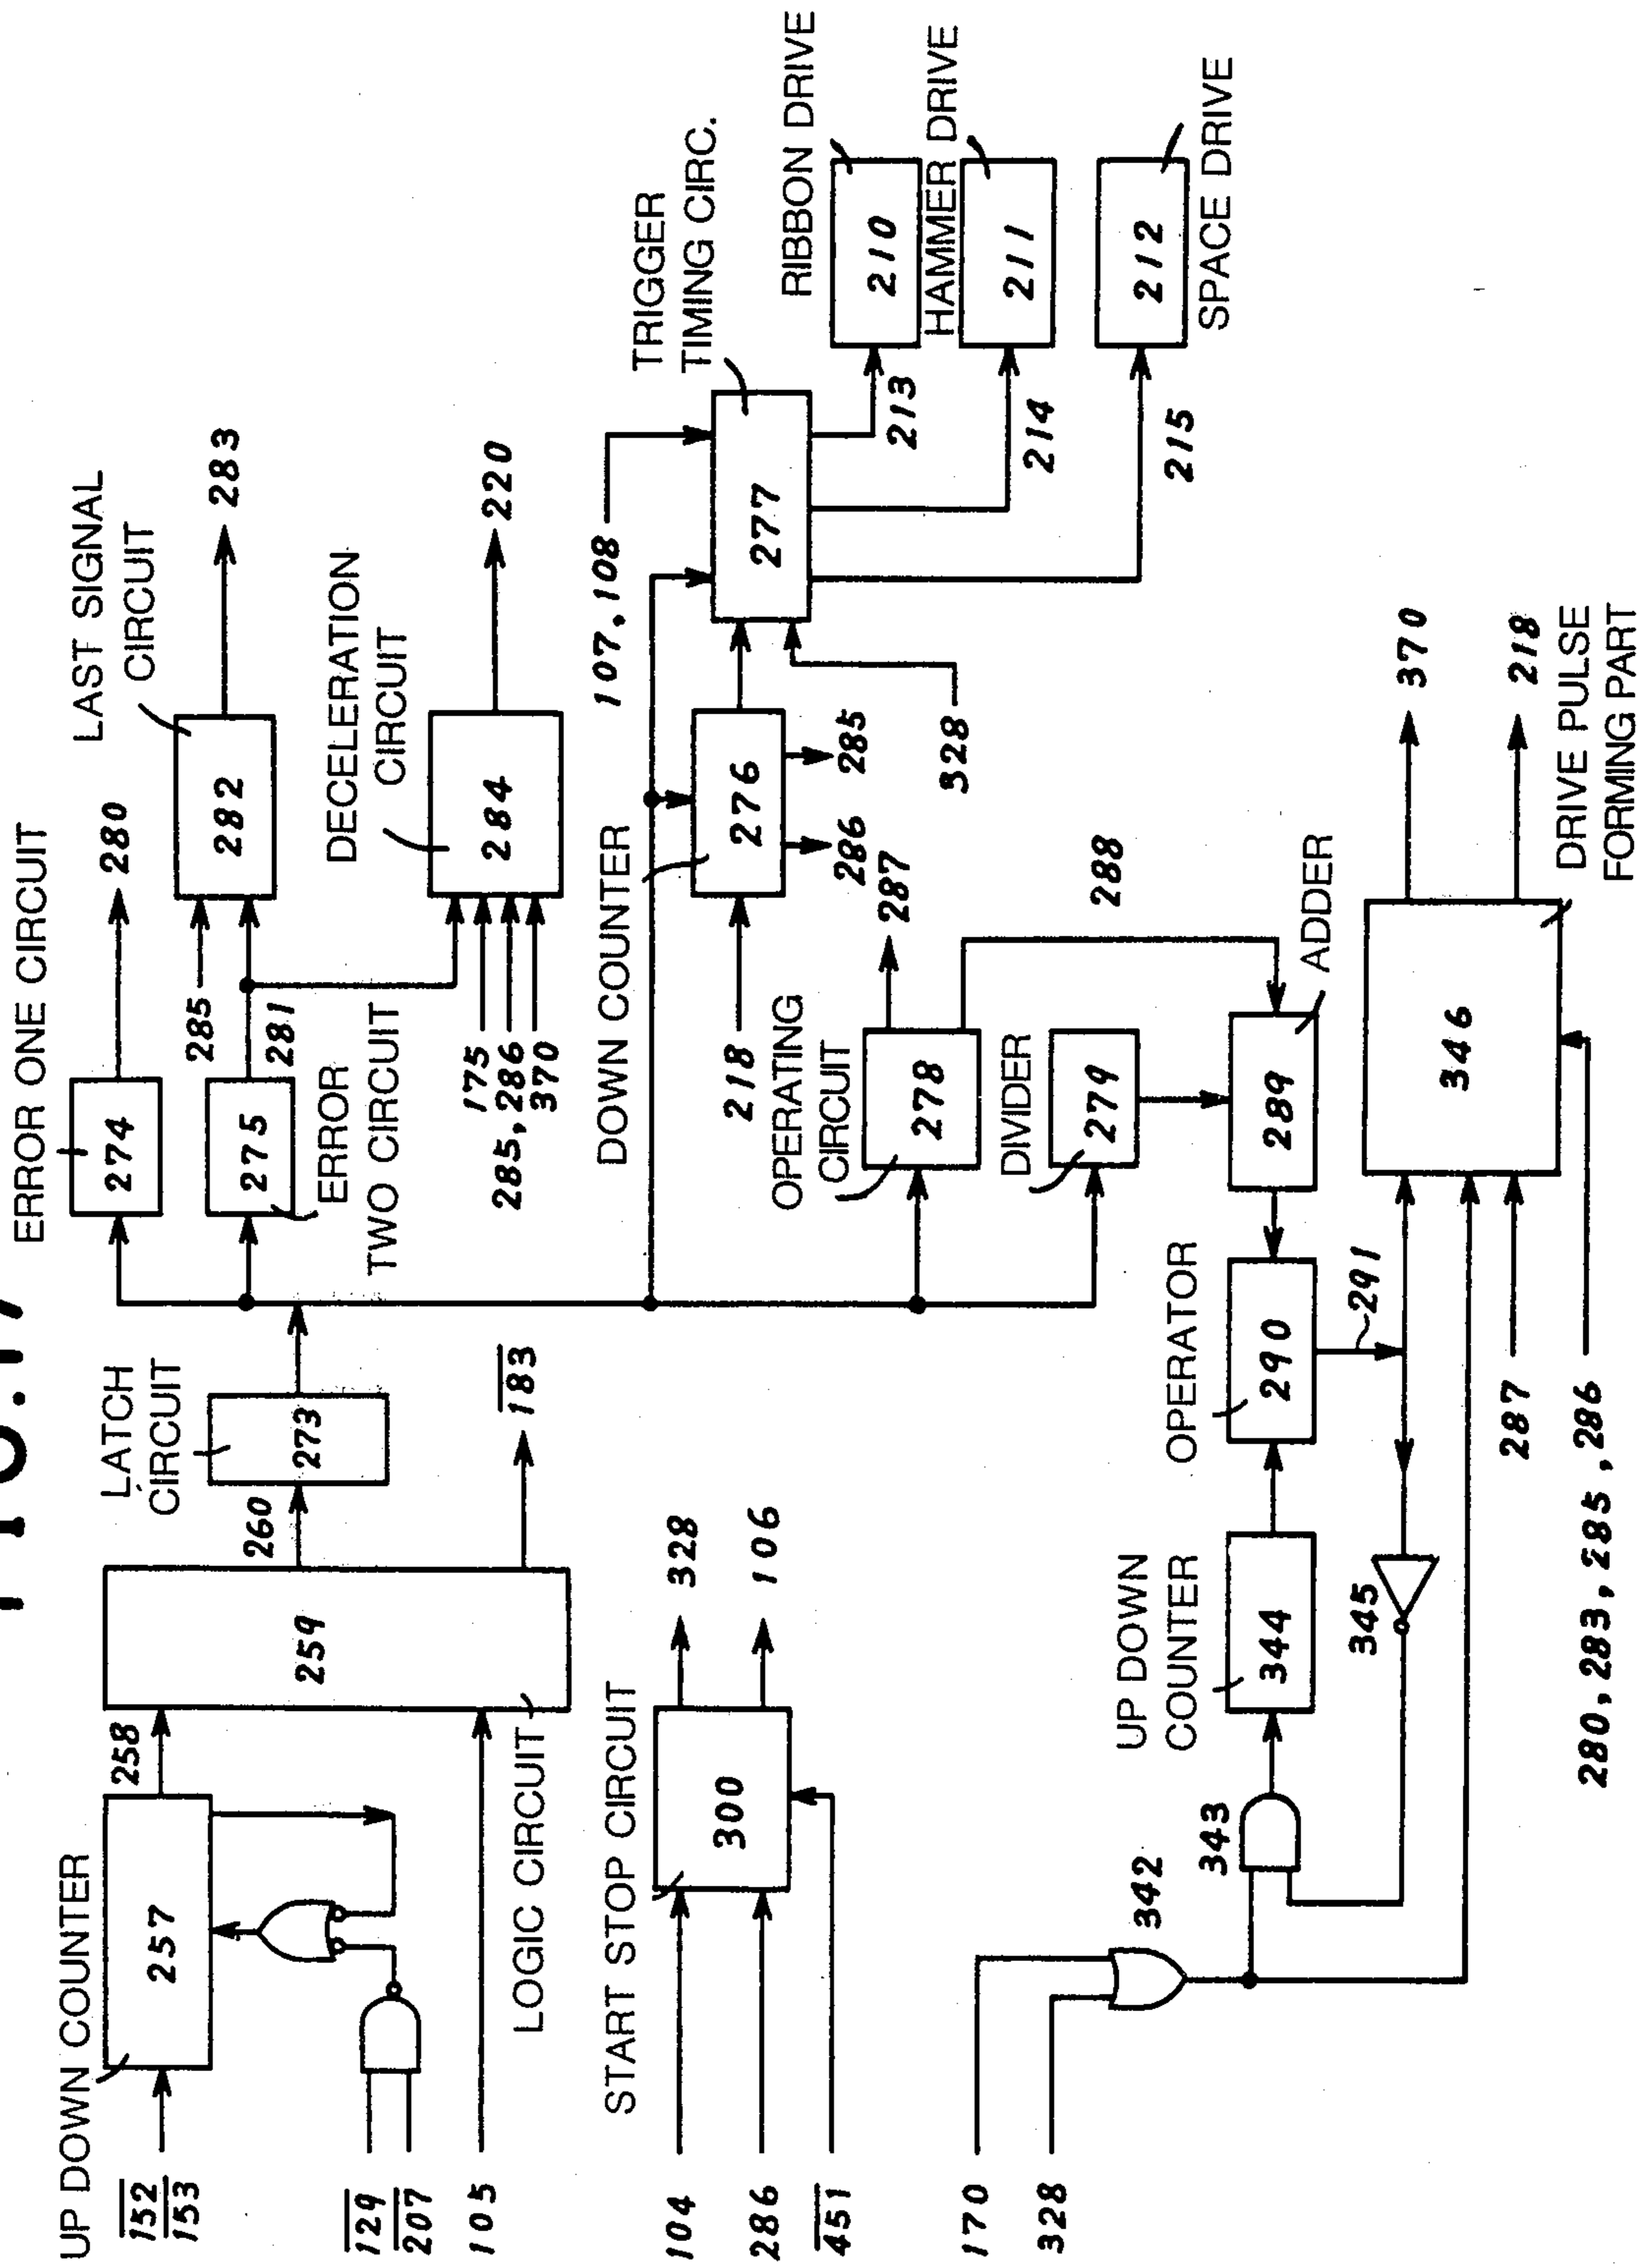 UP DOWN COUNTER
257
152
153
129
207
105
258
259
LOGIC CIRCUIT
260
183
LATCH
CIRCUIT
273
ERROR ONE CIRCUIT
274
280
275
ERROR
TWO CIRCUIT
281
285
LAST SIGNAL
CIRCUIT
282
283
DECELERATION
CIRCUIT
284
220
175
285, 286
370
START STOP CIRCUIT
300
104
286
451
328
106
DOWN COUNTER
276
218
286
285
107, 108
328
TRIGGER
TIMING CIRC.
277
213
214
215
RIBBON DRIVE
210
HAMMER DRIVE
211
212
SPACE DRIVE
OPERATING
CIRCUIT
278
287
288
DIVIDER
279
ADDER
289
OPERATOR
290
291
UP DOWN
COUNTER
344
345
343
342
170
328
346
287
280, 283, 285, 286
370
218
DRIVE PULSE
FORMING PART